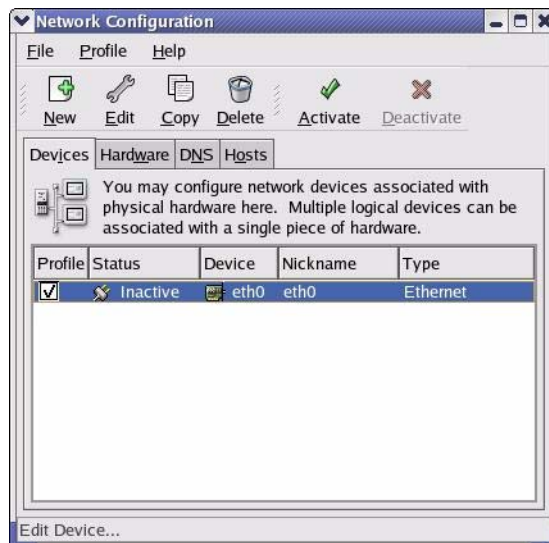 Network Configuration
File Profile Help
New Edit Copy Delete Activate Deactivate
Devices Hardware DNS Hosts
You may configure network devices associated with
physical hardware here. Multiple logical devices can be
associated with a single piece of hardware.
Profile Status Device Nickname Type
Inactive eth0 eth0 Ethernet
Edit Device...